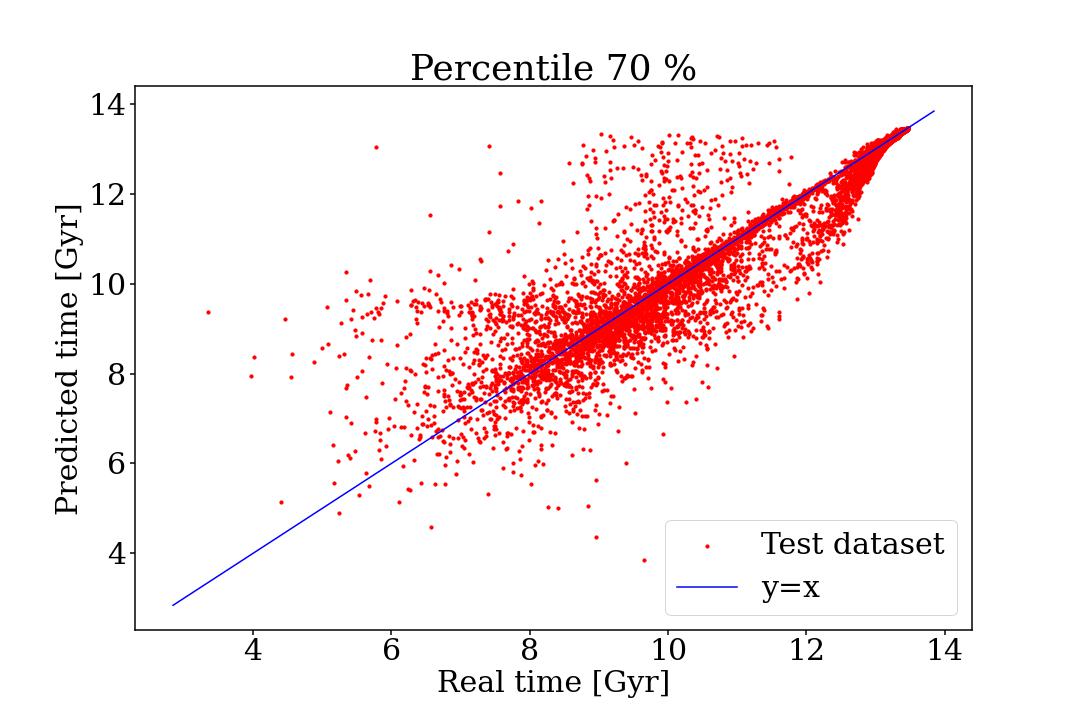 Percentile 70 %
14
12
10
8
6
4
Predicted time [Gyr]
Test dataset
y=x
4 6 8 10 12 14
Real time [Gyr]